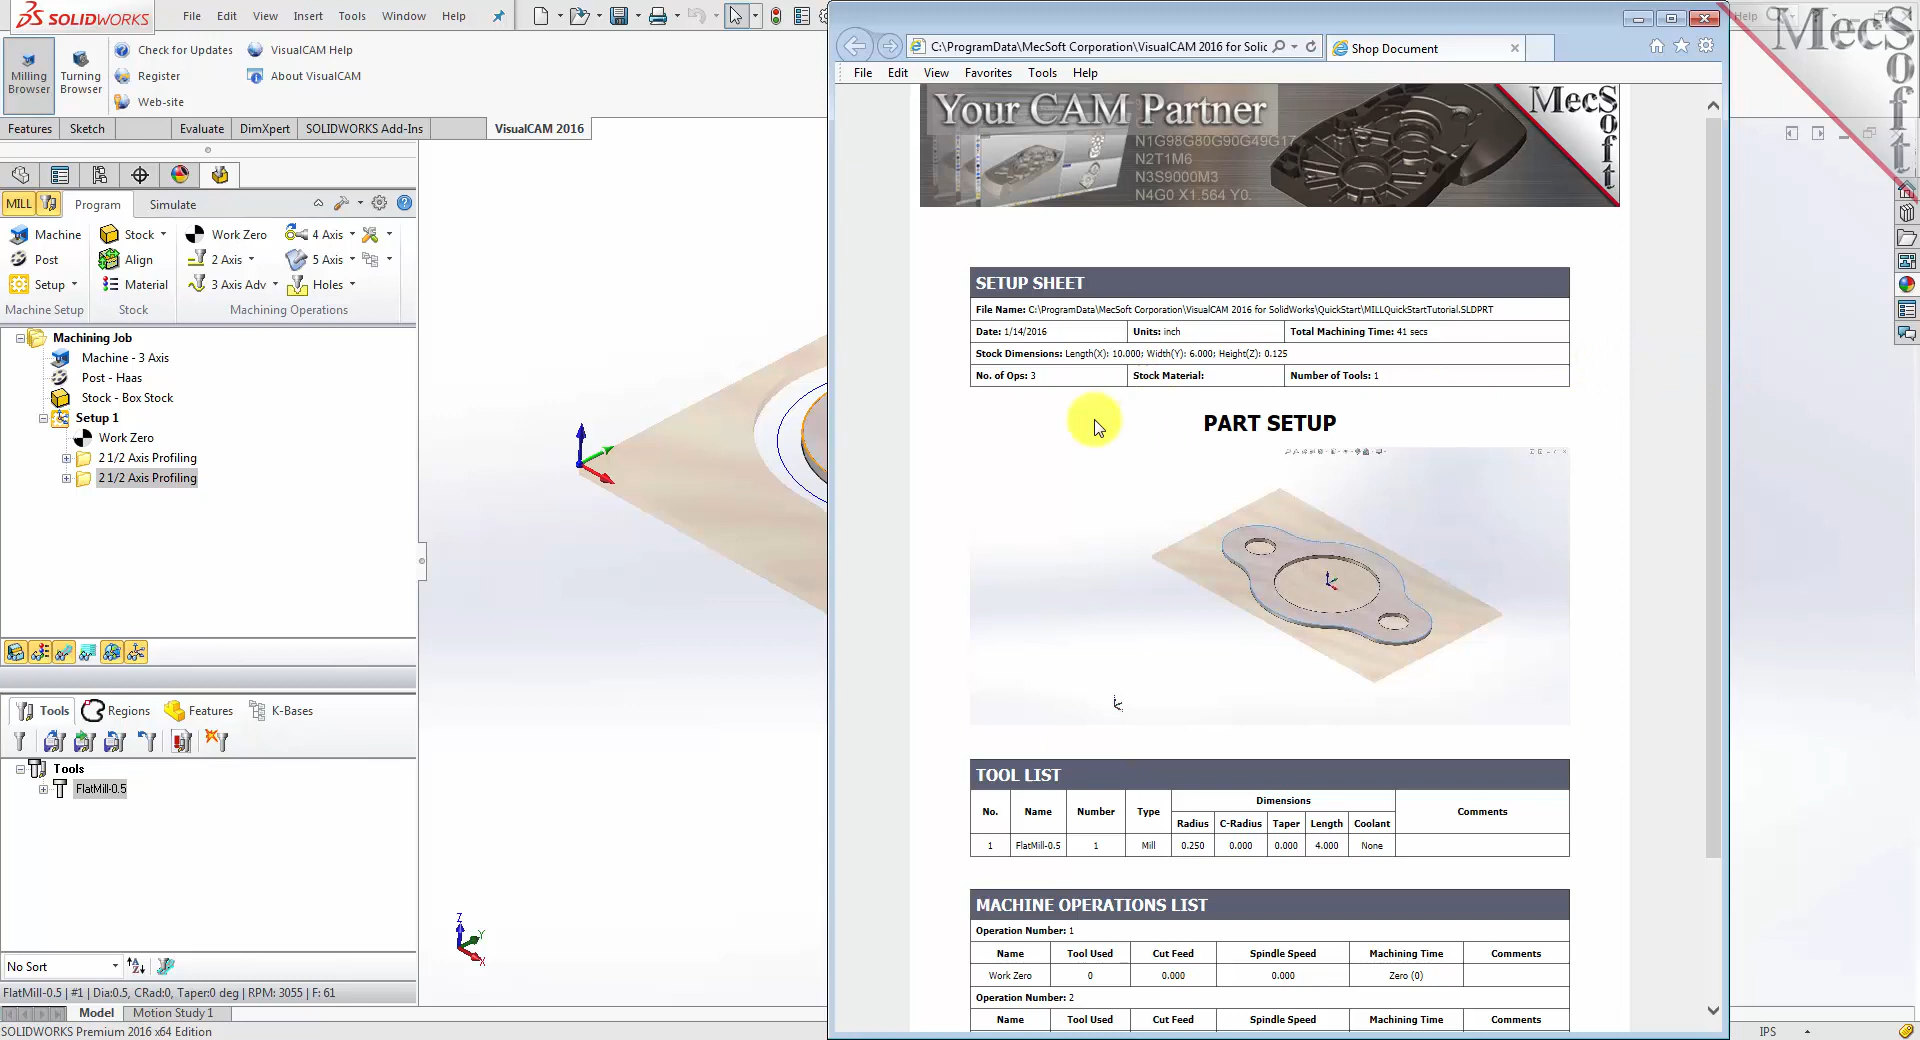 SOLIDWORKS
File Edit View Insert Tools Window Help
Milling Browser
Turning Browser
Check for Updates
VisualCAM Help
Register
About VisualCAM
Web-site
Features Sketch Evaluate DimXpert SOLIDWORKS Add-Ins VisualCAM 2016
MILL Program Simulate
Machine Stock Work Zero 4 Axis
Post Align 2 Axis 5 Axis
Setup Material 3 Axis Adv Holes
Machine Setup Stock Machining Operations
Machining Job
Machine - 3 Axis
Post - Haas
Stock - Box Stock
Setup 1
Work Zero
2 1/2 Axis Profiling
2 1/2 Axis Profiling
Tools Regions Features K-Bases
Tools
FlatMill-0.5
No Sort
FlatMill-0.5 | #1 | Dia:0.5, CRad:0, Taper:0 deg | RPM: 3055 | F: 61
Model Motion Study 1
SOLIDWORKS Premium 2016 x64 Edition
Z
Y
X
C:\ProgramData\MecSoft Corporation\VisualCAM 2016 for Solic
Shop Document
File Edit View Favorites Tools Help
Your CAM Partner
N1G98G80G90G49G17
N2T1M6
N3S9000M3
N4G0 X1.564 Y0.
MecSoft
SETUP SHEET
File Name: C:\ProgramData\MecSoft Corporation\VisualCAM 2016 for SolidWorks\QuickStart\MILLQuickStartTutorial.SLDPRT
Date: 1/14/2016 Units: inch Total Machining Time: 41 secs
Stock Dimensions: Length(X): 10.000; Width(Y): 6.000; Height(Z): 0.125
No. of Ops: 3 Stock Material: Number of Tools: 1
PART SETUP
TOOL LIST
No. Name Number Type Dimensions Comments
Radius C-Radius Taper Length Coolant
1 FlatMill-0.5 1 Mill 0.250 0.000 0.000 4.000 None
MACHINE OPERATIONS LIST
Operation Number: 1
Name Tool Used Cut Feed Spindle Speed Machining Time Comments
Work Zero 0 0.000 0.000 Zero (0)
Operation Number: 2
Name Tool Used Cut Feed Spindle Speed Machining Time Comments
Help
MecSoft
IPS